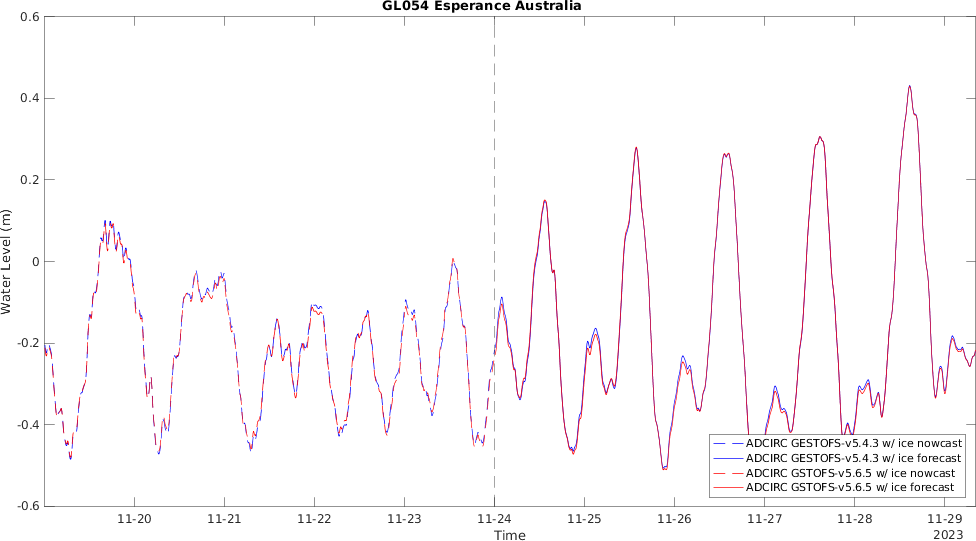 GL054 Esperance Australia
0.6
0.4
0.2
0
-0.2
-0.4
-0.6
Water Level (m)
ADCIRC GESTOFS-v5.4.3 w/ ice nowcast
ADCIRC GESTOFS-v5.4.3 w/ ice forecast
ADCIRC GSTOFS-v5.6.5 w/ ice nowcast
ADCIRC GSTOFS-v5.6.5 w/ ice forecast
11-20 11-21 11-22 11-23 11-24 11-25 11-26 11-27 11-28 11-29
Time
2023